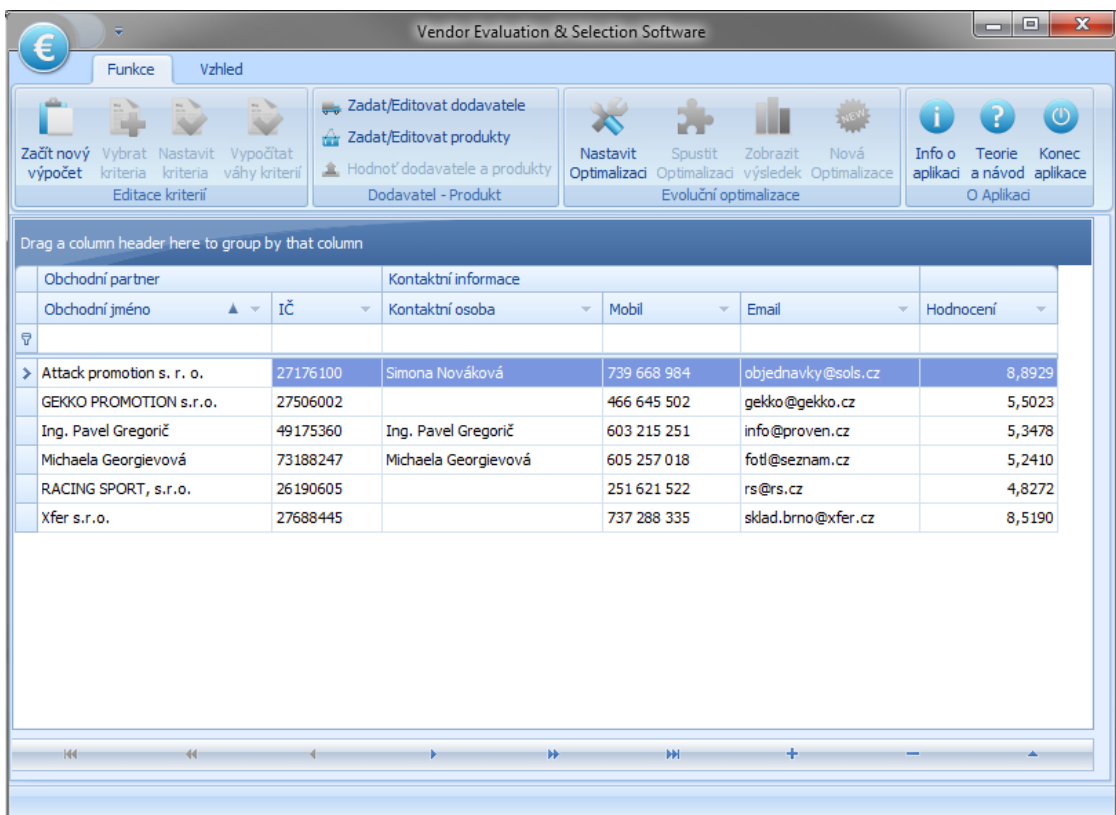 Vendor Evaluation & Selection Software
€
Funkce Vzhled
Začít nový výpočet
Vybrat kriteria
Nastavit kriteria
Vypočítat váhy kriterií
Editace kriterií
Zadat/Editovat dodavatele
Zadat/Editovat produkty
Hodnoť dodavatele a produkty
Dodavatel - Produkt
Nastavit Optimalizaci
Spustit Optimalizaci
Zobrazit výsledek
NEW
Nová Optimalizace
Evoluční optimalizace
Info o aplikaci
Teorie a návod
Konec aplikace
O Aplikaci
Drag a column header here to group by that column
Obchodní partner Kontaktní informace
Obchodní jméno IČ Kontaktní osoba Mobil Email Hodnocení
Attack promotion s. r. o. 27176100 Simona Nováková 739 668 984 objednavky@sols.cz 8,8929
GEKKO PROMOTION s.r.o. 27506002 466 645 502 gekko@gekko.cz 5,5023
Ing. Pavel Gregorič 49175360 Ing. Pavel Gregorič 603 215 251 info@proven.cz 5,3478
Michaela Georgievová 73188247 Michaela Georgievová 605 257 018 fotl@seznam.cz 5,2410
RACING SPORT, s.r.o. 26190605 251 621 522 rs@rs.cz 4,8272
Xfer s.r.o. 27688445 737 288 335 sklad.brno@xfer.cz 8,5190